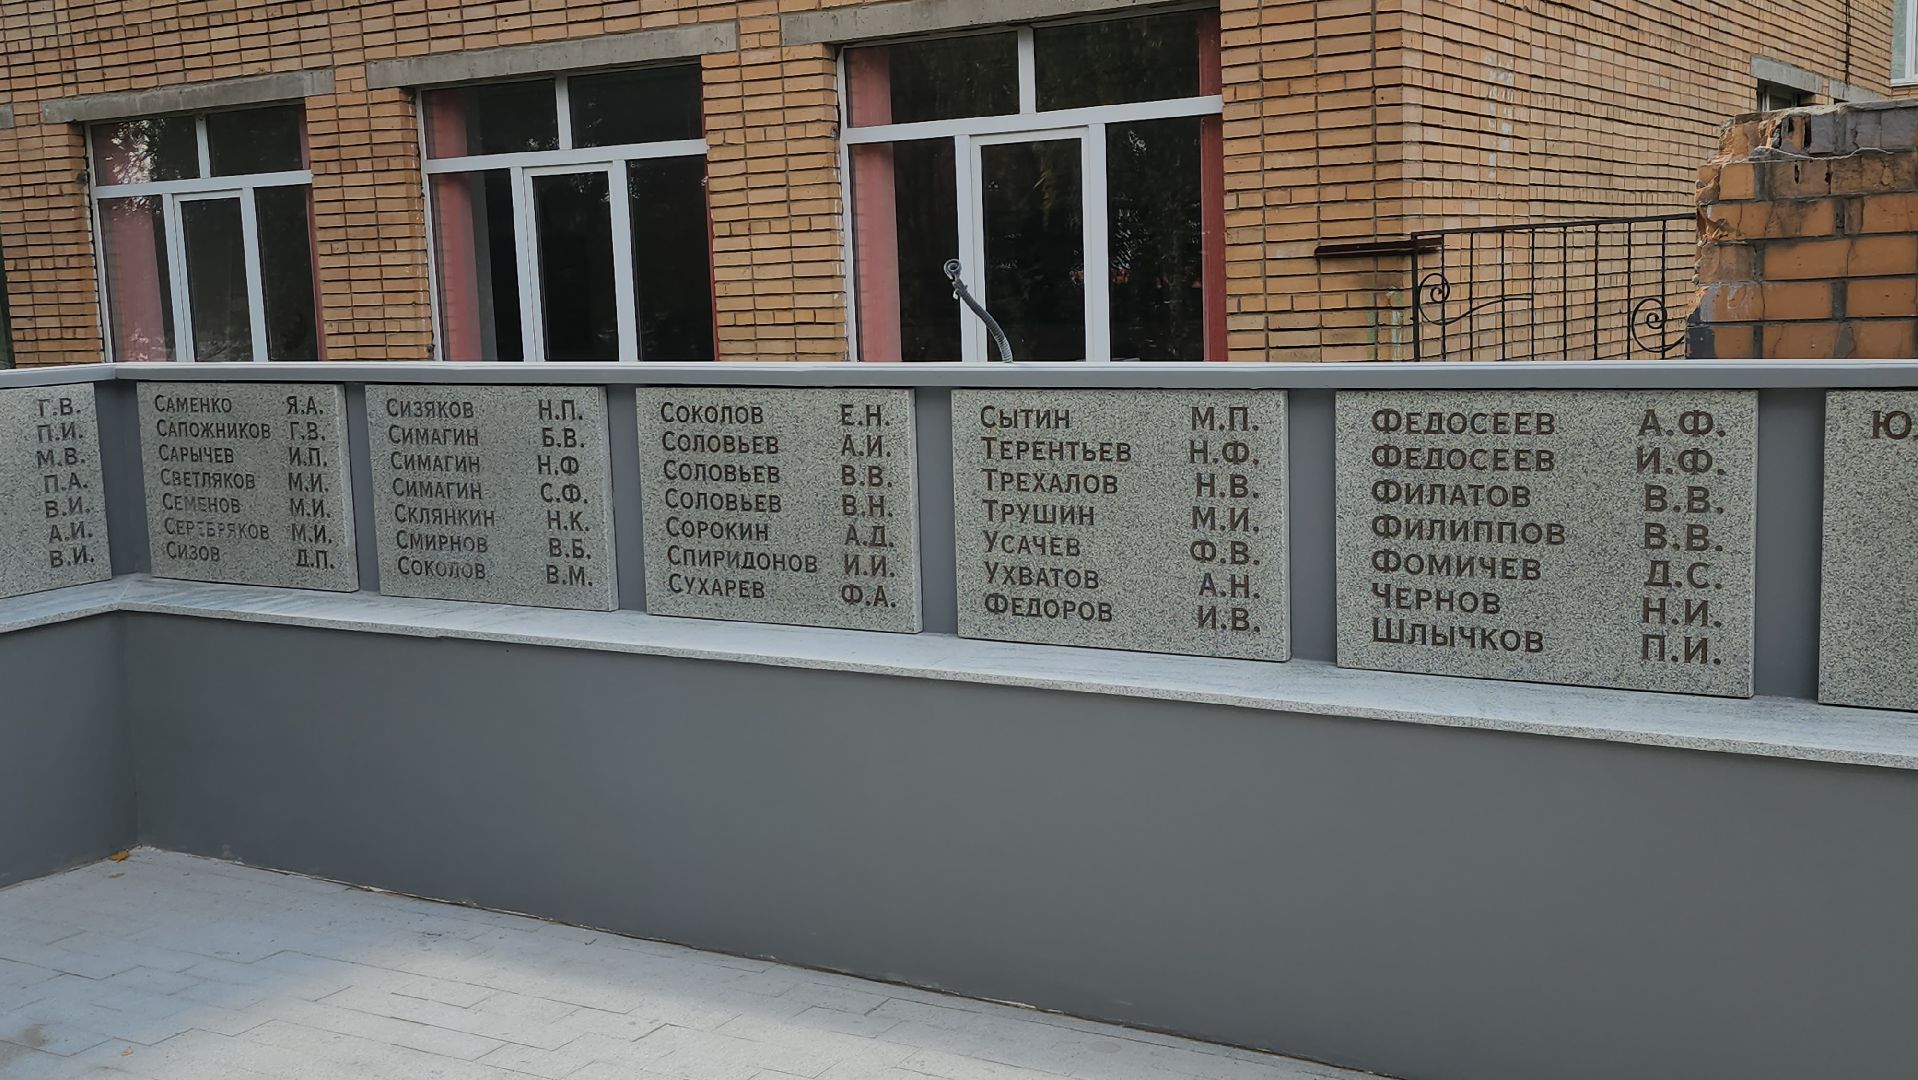 Г.В.
П.И.
М.В.
П.А.
В.И.
А.И.
В.И.
Саменко Я.А.
Сапожников Г.В.
Сарычев И.П.
Светляков М.И.
Семенов М.И.
Серебряков М.И.
Сизов Д.П.
Сизяков Н.П.
Симагин Б.В.
Симагин Н.Ф
Симагин С.Ф.
Склянкин Н.К.
Смирнов В.Б.
Соколов В.М.
Соколов Е.Н.
Соловьев А.И.
Соловьев В.В.
Соловьев В.Н.
Сорокин А.Д.
Спиридонов И.И.
Сухарев Ф.А.
Сытин М.П.
Терентьев Н.Ф.
Трехалов Н.В.
Трушин М.И.
Усачев Ф.В.
Ухватов А.Н.
Федоров И.В.
Федосеев А.Ф.
Федосеев И.Ф.
Филатов В.В.
Филиппов В.В.
Фомичев Д.С.
Чернов Н.И.
Шлычков П.И.